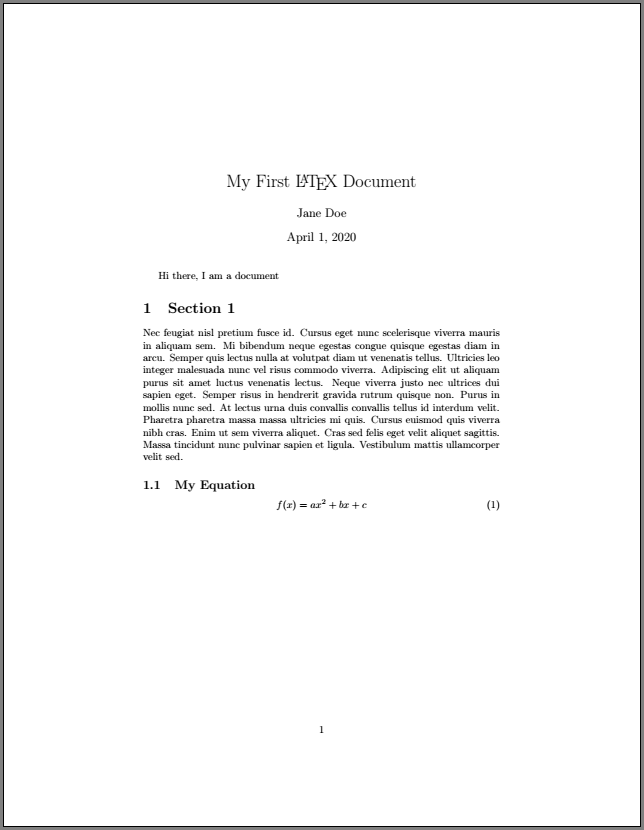 My First LaTeX Document
Jane Doe
April 1, 2020
Hi there, I am a document
1 Section 1
Nec feugiat nisl pretium fusce id. Cursus eget nunc scelerisque viverra mauris
in aliquam sem. Mi bibendum neque egestas congue quisque egestas diam in
arcu. Semper quis lectus nulla at volutpat diam ut venenatis tellus. Ultricies leo
integer malesuada nunc vel risus commodo viverra. Adipiscing elit ut aliquam
purus sit amet luctus venenatis lectus. Neque viverra justo nec ultrices dui
sapien eget. Semper risus in hendrerit gravida rutrum quisque non. Purus in
mollis nunc sed. At lectus urna duis convallis convallis tellus id interdum velit.
Pharetra pharetra massa massa ultricies mi quis. Cursus euismod quis viverra
nibh cras. Enim ut sem viverra aliquet. Cras sed felis eget velit aliquet sagittis.
Massa tincidunt nunc pulvinar sapien et ligula. Vestibulum mattis ullamcorper
velit sed.
1.1 My Equation
f(x) = ax² + bx + c (1)
1